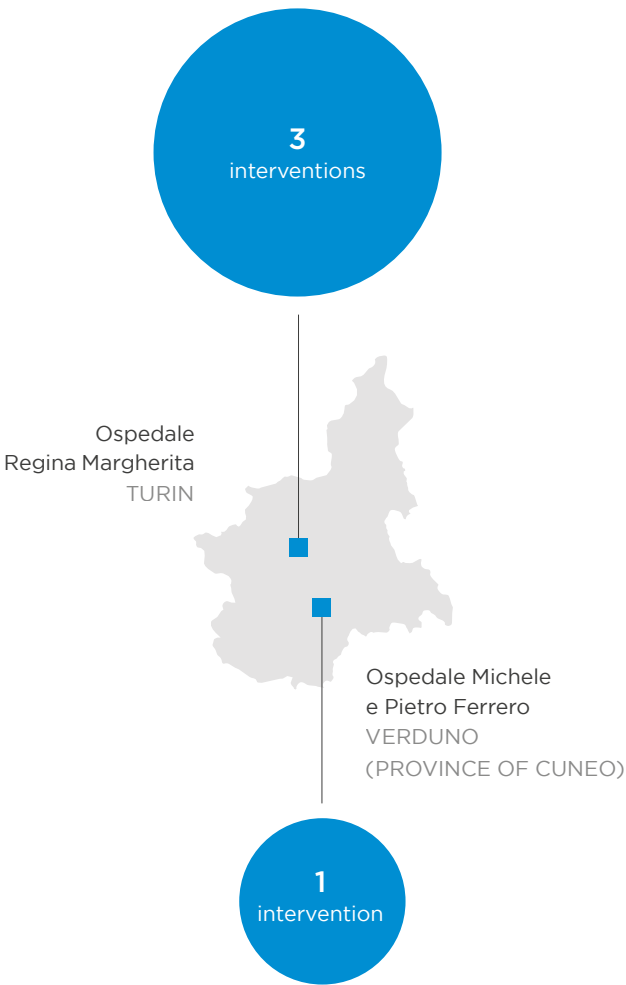 3
interventions
Ospedale
Regina Margherita
TURIN
Ospedale Michele
e Pietro Ferrero
VERDUNO
(PROVINCE OF CUNEO)
1
intervention